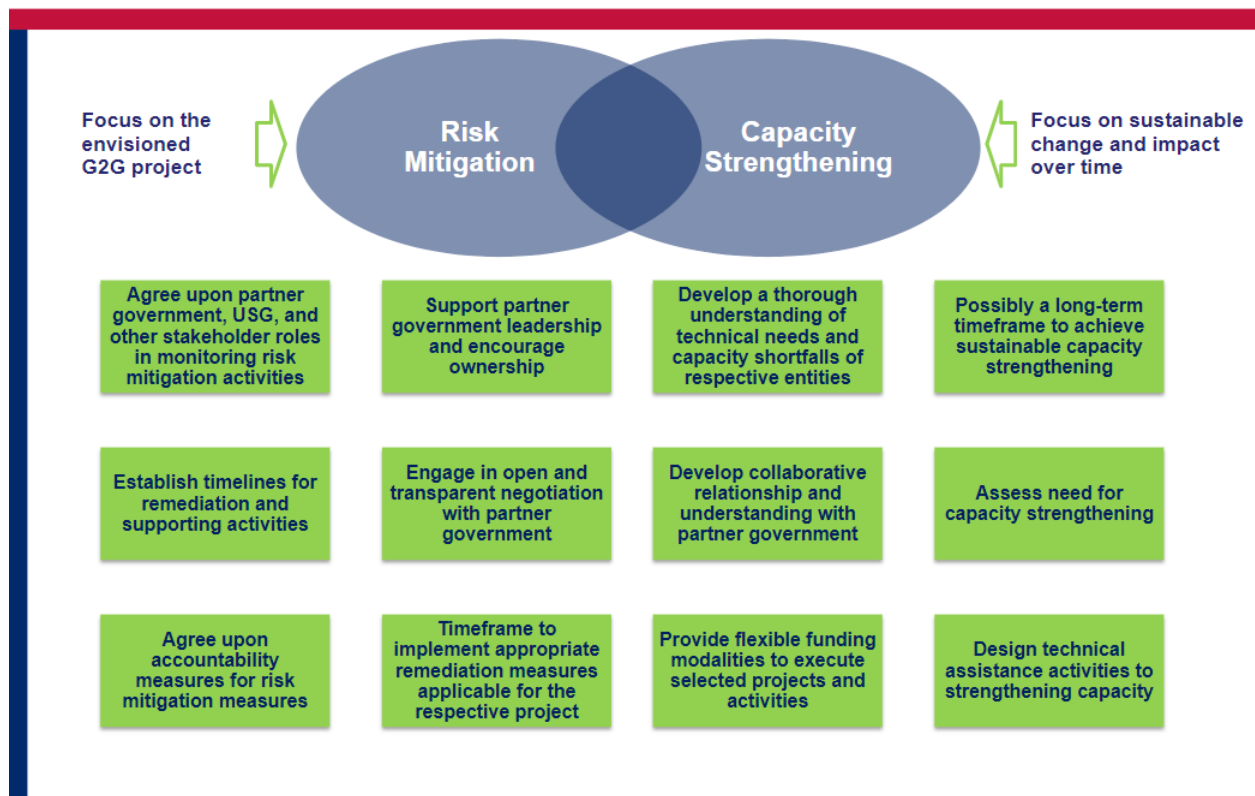 Focus on the
envisioned
G2G project
Risk
Mitigation
Capacity
Strengthening
Focus on sustainable
change and impact
over time
Agree upon partner
government, USG, and
other stakeholder roles
in monitoring risk
mitigation activities
Support partner
government leadership
and encourage
ownership
Develop a thorough
understanding of
technical needs and
capacity shortfalls of
respective entities
Possibly a long-term
timeframe to achieve
sustainable capacity
strengthening
Establish timelines for
remediation and
supporting activities
Engage in open and
transparent negotiation
with partner
government
Develop collaborative
relationship and
understanding with
partner government
Assess need for
capacity strengthening
Agree upon
accountability
measures for risk
mitigation measures
Timeframe to
implement appropriate
remediation measures
applicable for the
respective project
Provide flexible funding
modalities to execute
selected projects and
activities
Design technical
assistance activities to
strengthening capacity